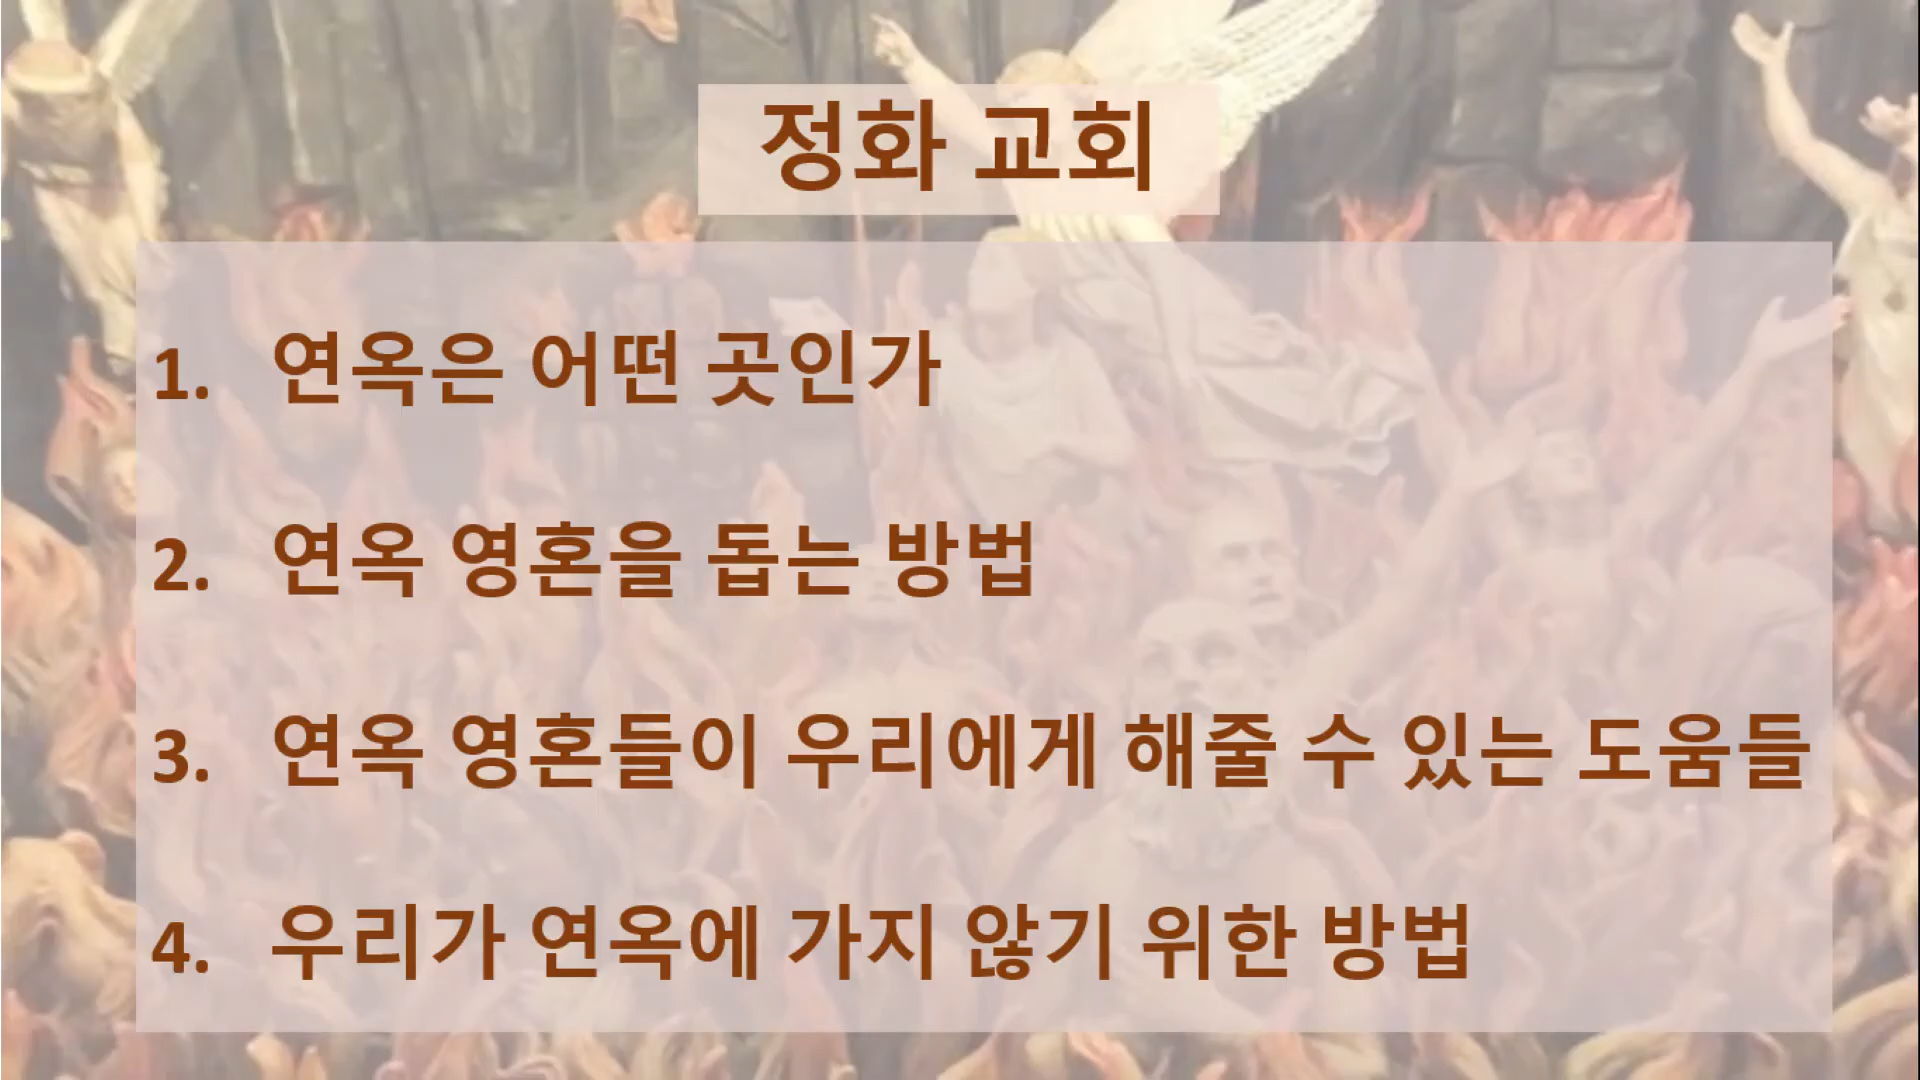 정화 교회
1. 연옥은 어떤 곳인가
2. 연옥 영혼을 돕는 방법
3. 연옥 영혼들이 우리에게 해줄 수 있는 도움들
4. 우리가 연옥에 가지 않기 위한 방법